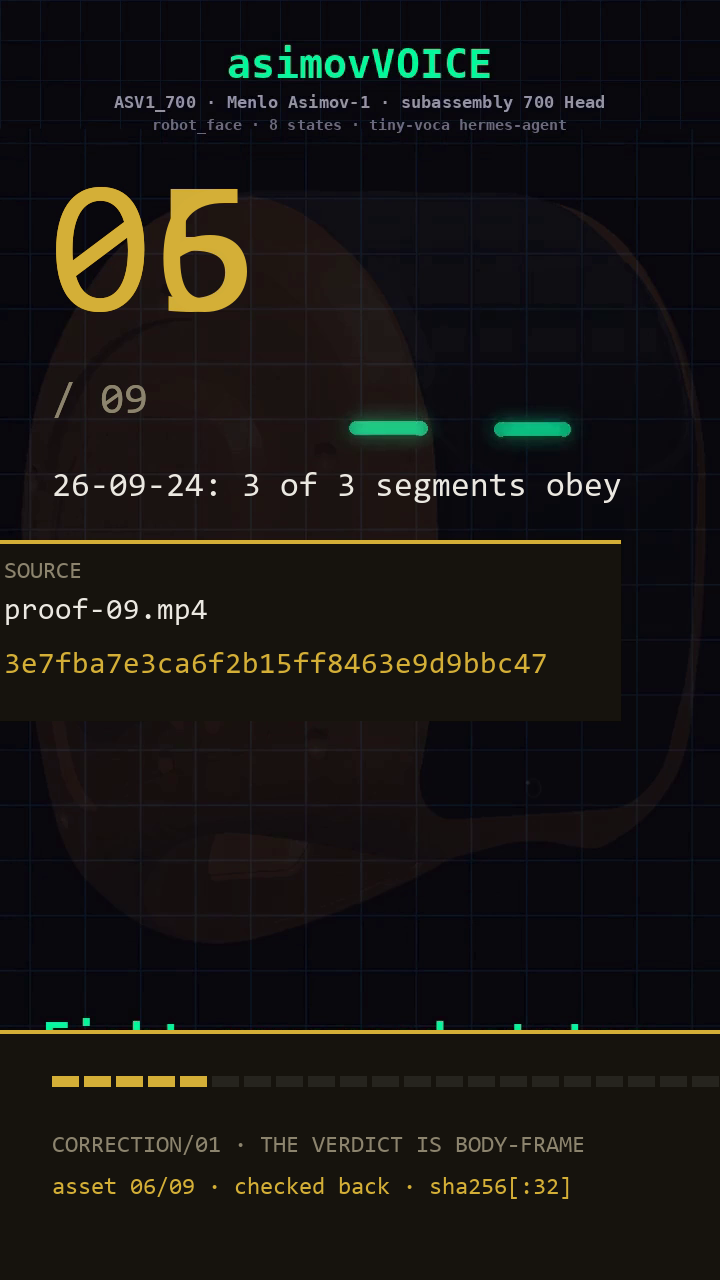 asimovVOICE
ASV1_700 · Menlo Asimov-1 · subassembly 700 Head
robot_face · 8 states · tiny-voca hermes-agent
/ 09
26-09-24: 3 of 3 segments obey
SOURCE
proof-09.mp4
3e7fba7e3ca6f2b15ff8463e9d9bbc47
CORRECTION/01 · THE VERDICT IS BODY-FRAME
asset 06/09 · checked back · sha256[:32]